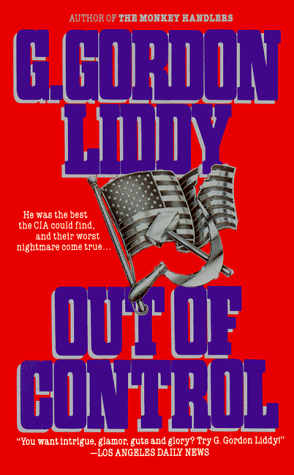 AUTHOR OF THE MONKEY HANDLERS
G. GORDON
LIDDY
He was the best
the CIA could find,
and their worst
nightmare come true...
OUT OF
CONTROL
"You want intrigue, glamor, guts and glory? Try G. Gordon Liddy!"
—LOS ANGELES DAILY NEWS